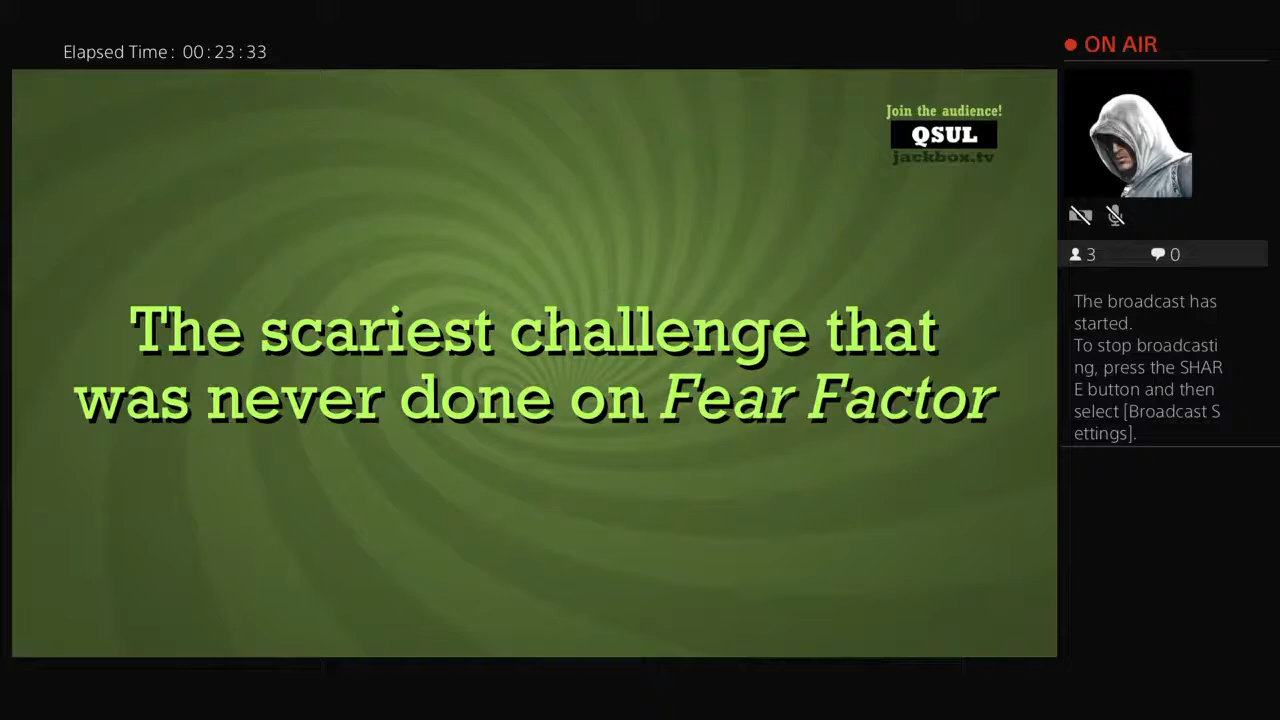 Elapsed Time: 00:23:33
ON AIR
Join the audience!
QSUL
jackbox.tv
The scariest challenge that
was never done on Fear Factor
3 0
The broadcast has
started.
To stop broadcasti
ng, press the SHAR
E button and then
select [Broadcast S
ettings].